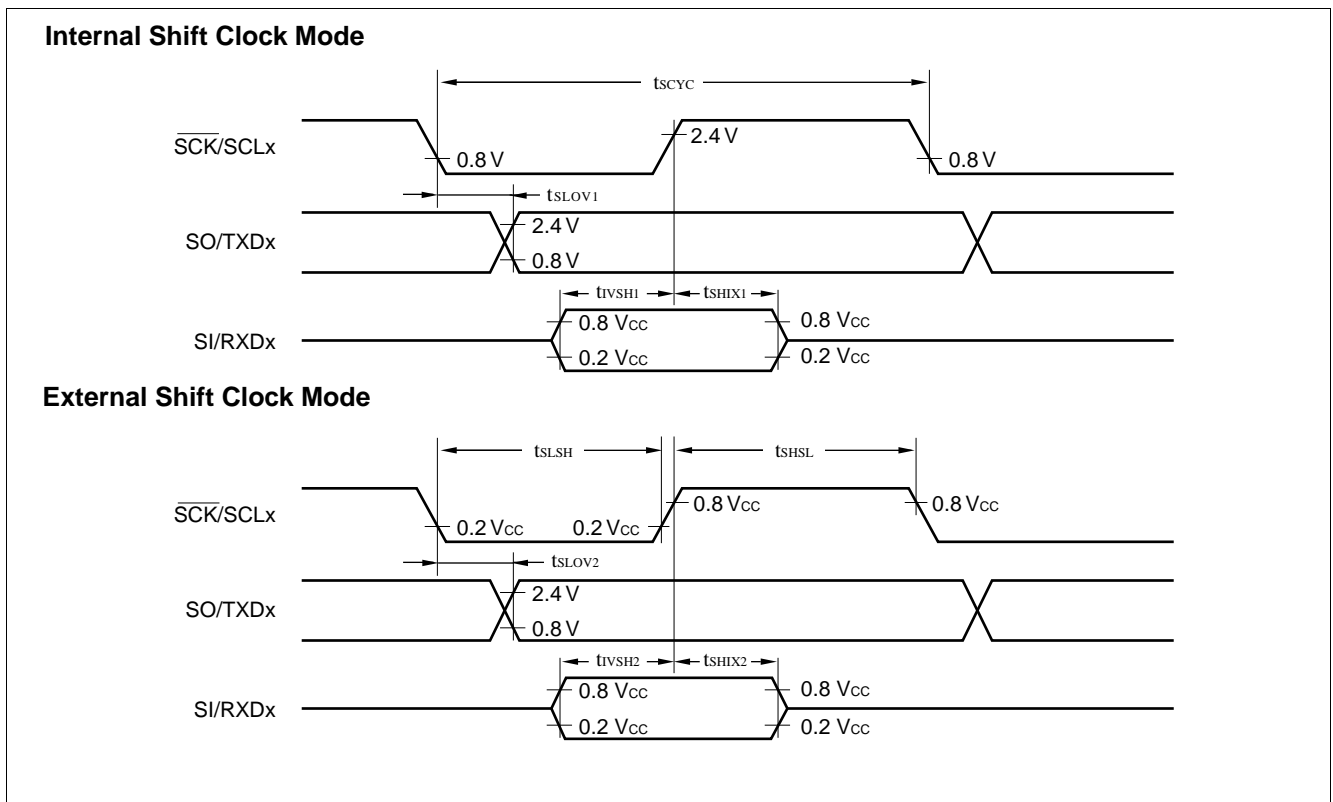 Internal Shift Clock Mode
tSCYC
SCK/SCLx
0.8 V
2.4 V
0.8 V
tSLOV1
SO/TXDx
2.4 V
0.8 V
tIVSH1
tSHIX1
SI/RXDx
0.8 VCC
0.8 VCC
0.2 VCC
0.2 VCC
External Shift Clock Mode
tSLSH
tSHSL
SCK/SCLx
0.8 VCC
0.8 VCC
0.2 VCC
0.2 VCC
tSLOV2
SO/TXDx
2.4 V
0.8 V
tIVSH2
tSHIX2
SI/RXDx
0.8 VCC
0.8 VCC
0.2 VCC
0.2 VCC